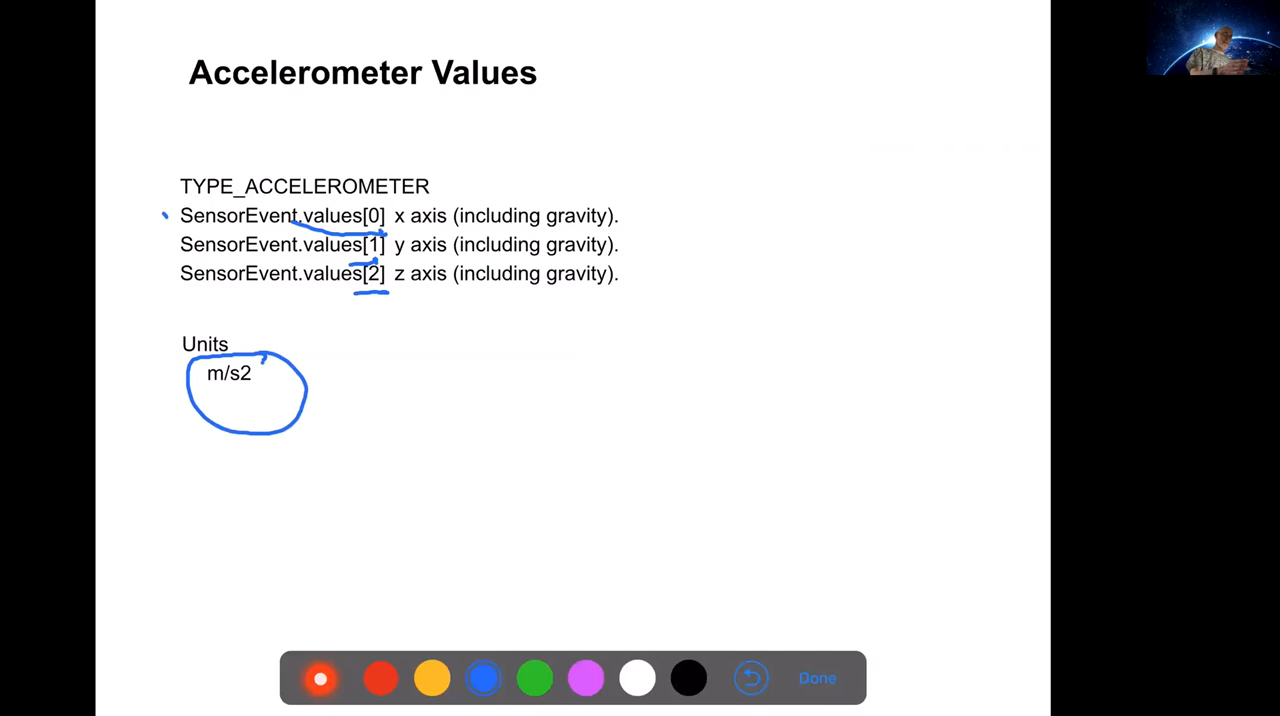 Accelerometer Values
TYPE_ACCELEROMETER
SensorEvent.values[0] x axis (including gravity).
SensorEvent.values[1] y axis (including gravity).
SensorEvent.values[2] z axis (including gravity).
Units
m/s2
Done